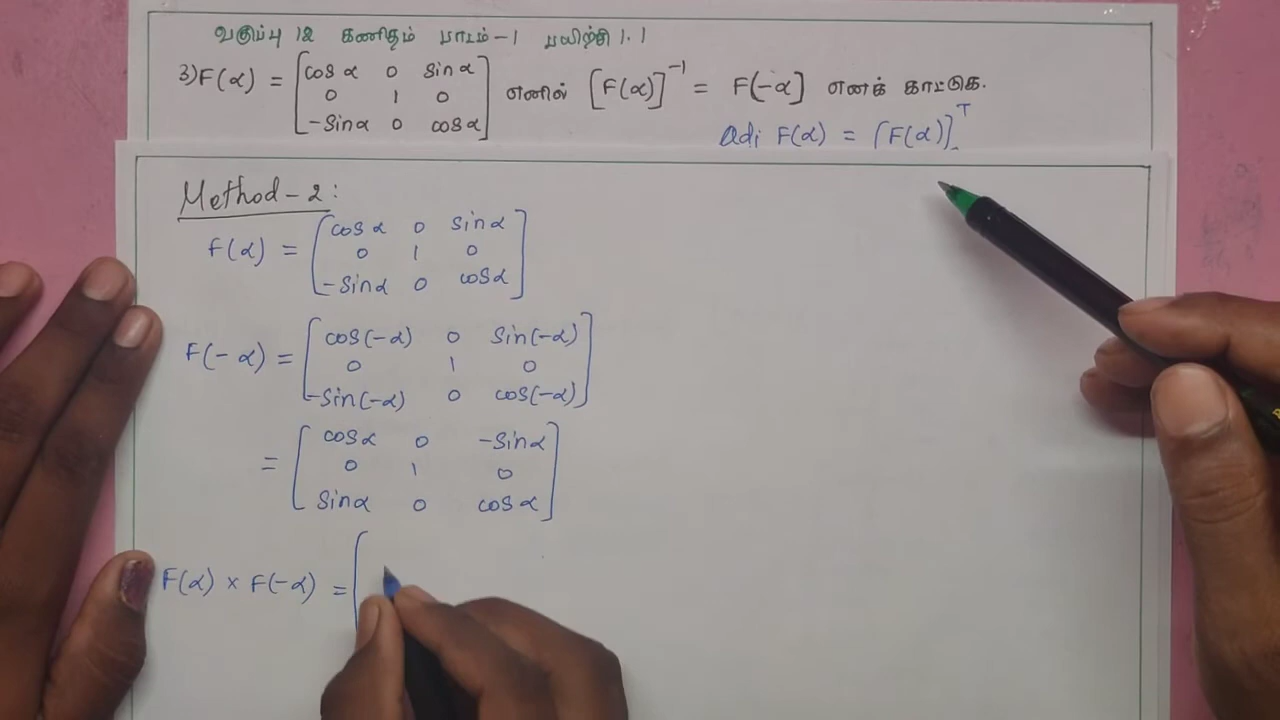 வகுப்பு 12 கணிதம் பாடம்-1 பயிற்சி 1.1
3) F(α) = [cos α 0 sin α
0 1 0
-sin α 0 cos α] எனில் [F(α)]⁻¹ = F(-α] எனக் காட்டுக.
adj F(α) = [F(α)]ᵀ
Method-2:
F(α) = [cos α 0 sin α
0 1 0
-sin α 0 cos α]
F(-α) = [cos(-α) 0 sin(-α)
0 1 0
-sin(-α) 0 cos(-α)]
= [cos α 0 -sin α
0 1 0
sin α 0 cos α]
F(α) × F(-α) = [